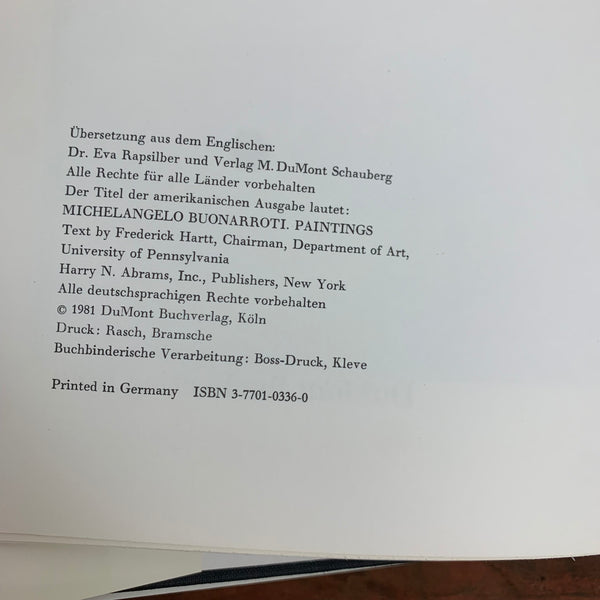 Übersetzung aus dem Englischen:
Dr. Eva Rapsilber und Verlag M. DuMont Schauberg
Alle Rechte für alle Länder vorbehalten
Der Titel der amerikanischen Ausgabe lautet:
MICHELANGELO BUONARROTI. PAINTINGS
Text by Frederick Hartt, Chairman, Department of Art,
University of Pennsylvania
Harry N. Abrams, Inc., Publishers, New York
Alle deutschsprachigen Rechte vorbehalten
© 1981 DuMont Buchverlag, Köln
Druck: Rasch, Bramsche
Buchbinderische Verarbeitung: Boss-Druck, Kleve
Printed in Germany ISBN 3-7701-0336-0